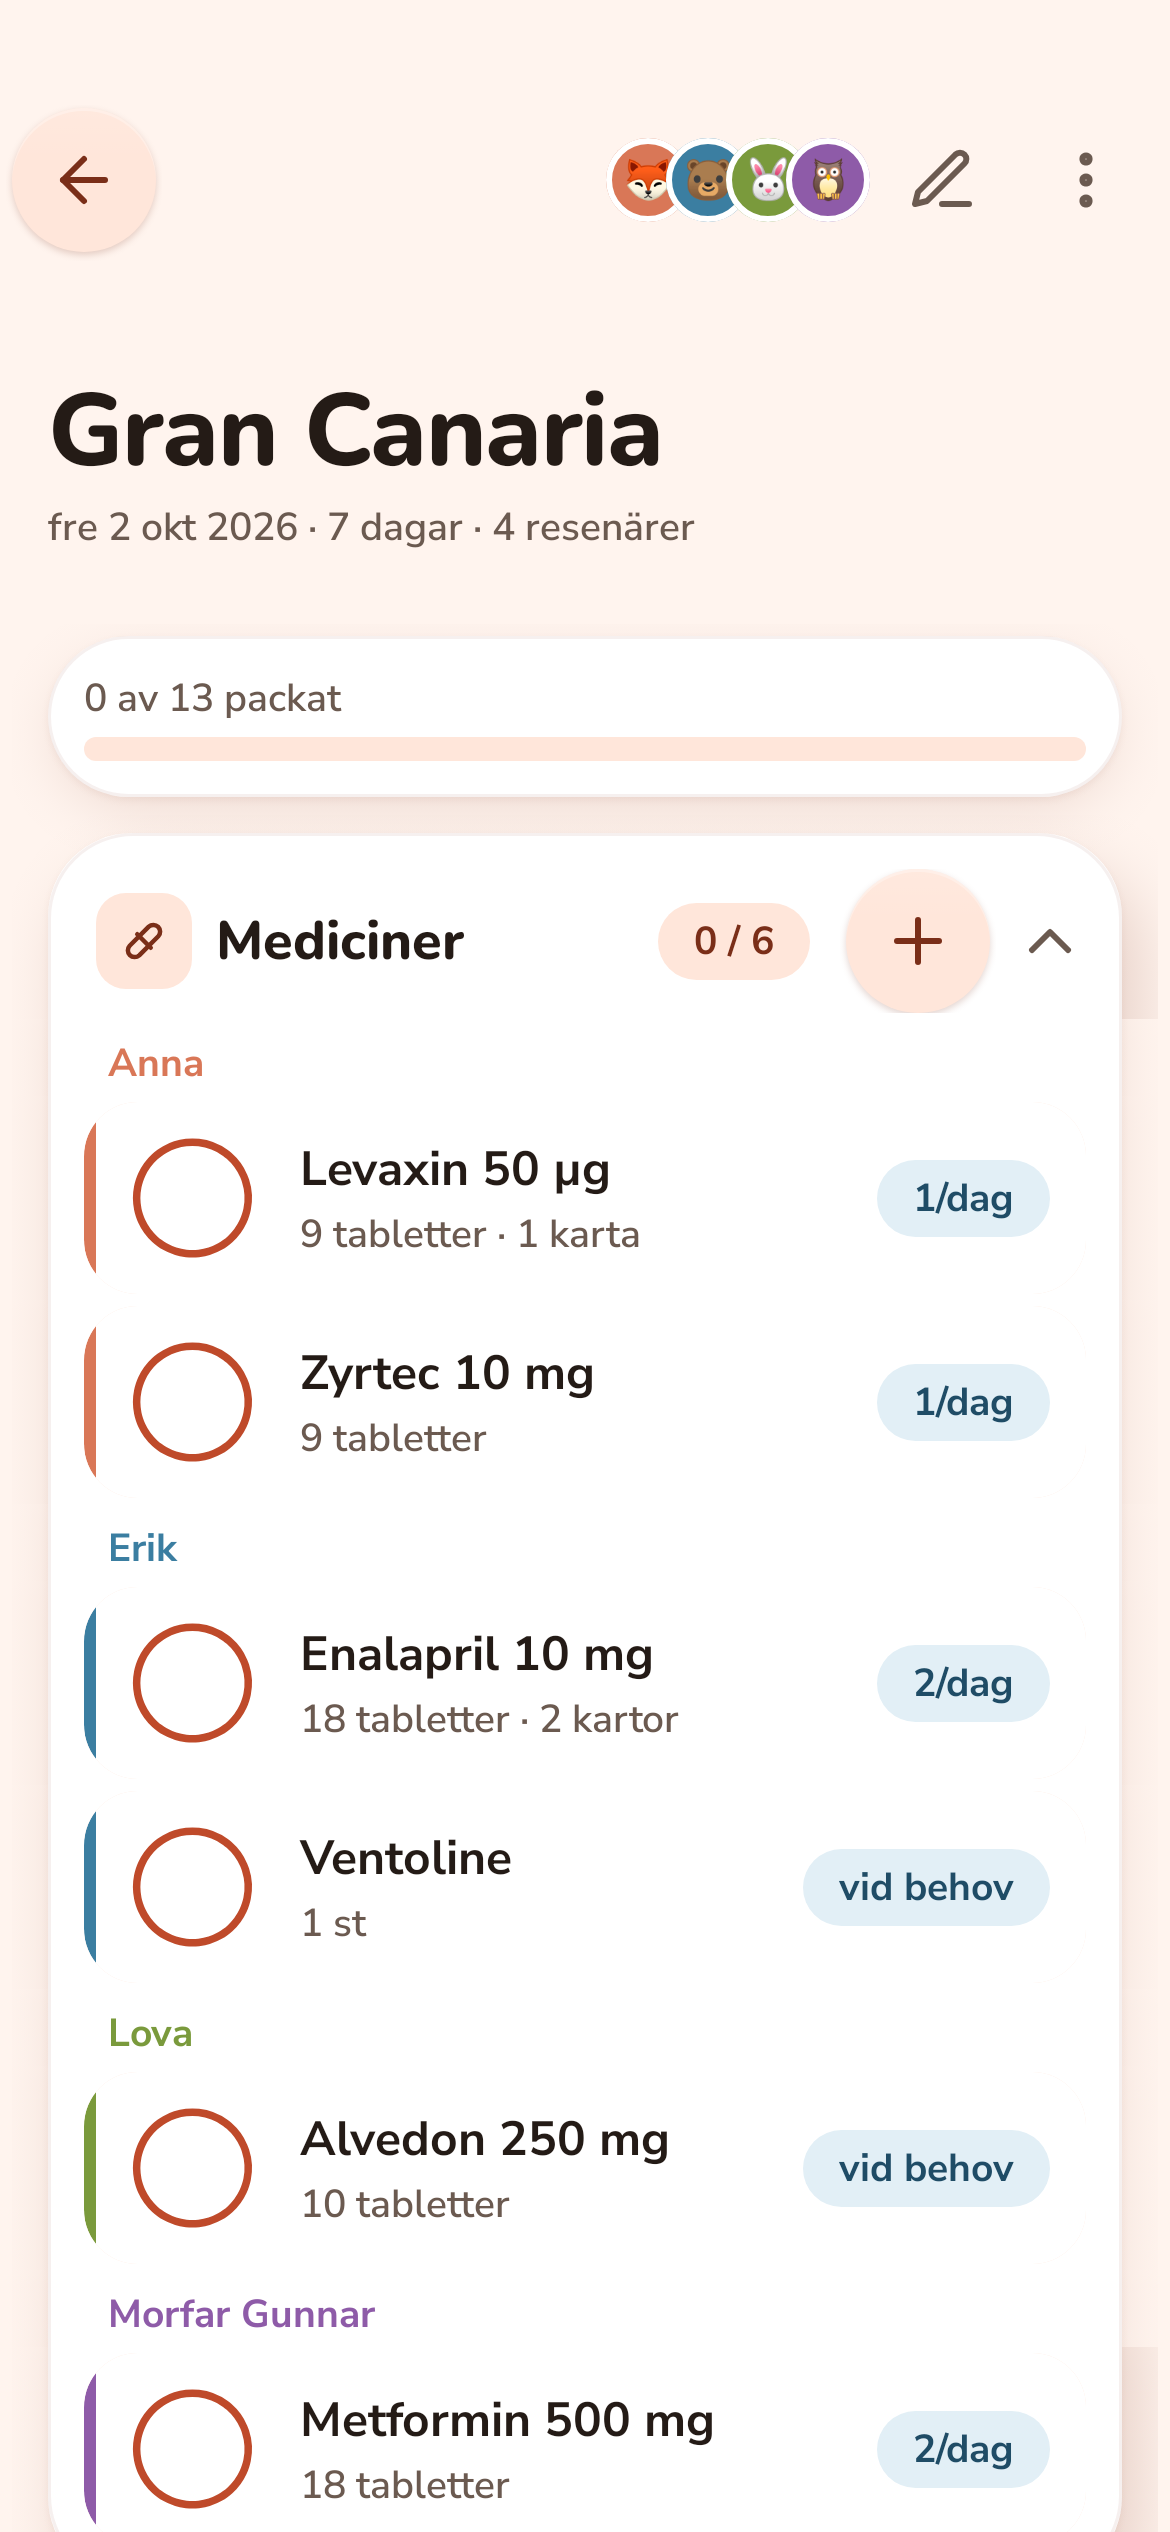 Gran Canaria
fre 2 okt 2026 · 7 dagar · 4 resenärer
0 av 13 packat
Mediciner
0 / 6
Anna
Levaxin 50 µg
9 tabletter · 1 karta
1/dag
Zyrtec 10 mg
9 tabletter
1/dag
Erik
Enalapril 10 mg
18 tabletter · 2 kartor
2/dag
Ventoline
1 st
vid behov
Lova
Alvedon 250 mg
10 tabletter
vid behov
Morfar Gunnar
Metformin 500 mg
18 tabletter
2/dag